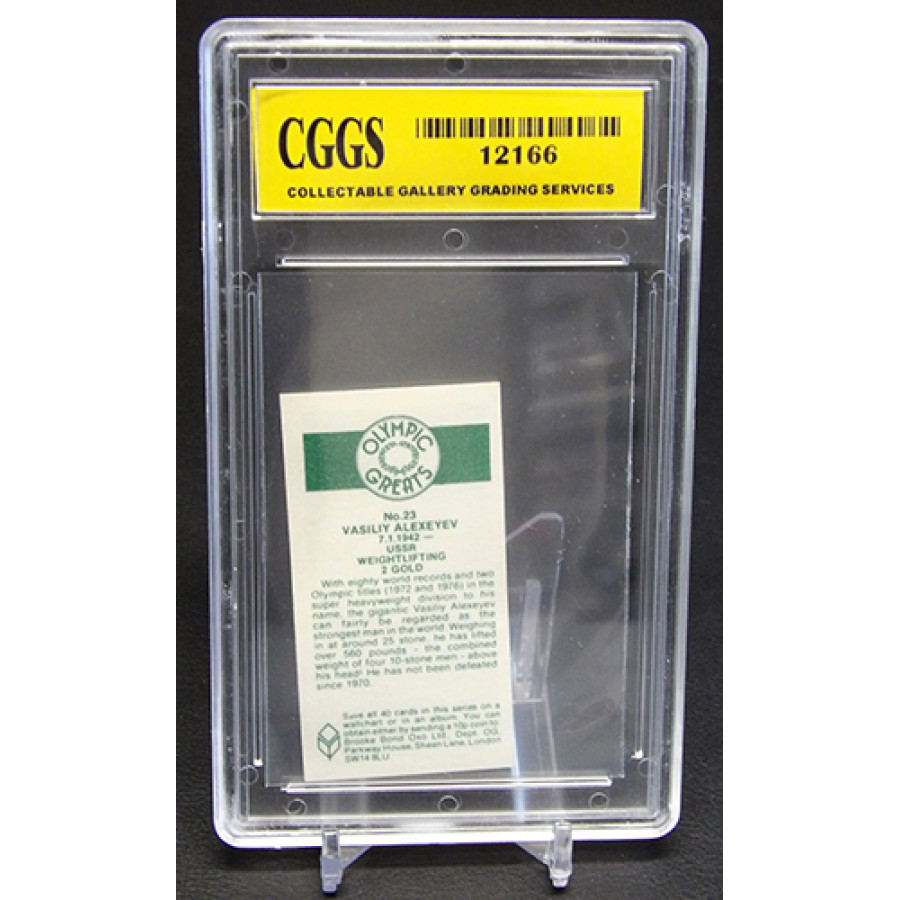 CGGS
12166
COLLECTABLE GALLERY GRADING SERVICES
OLYMPIC
GREATS
No.23
VASILIY ALEXEYEV
7.1.1942 —
USSR
WEIGHTLIFTING
2 GOLD
With eighty world records and two
Olympic titles (1972 and 1976) in the
super heavyweight division to his
name, the gigantic Vasiliy Alexeyev
can fairly be regarded as the
strongest man in the world. Weighing
in at around 25 stone, he has lifted
over 560 pounds - the combined
weight of four 10-stone men - above
his head! He has not been defeated
since 1970.
Save all 40 cards in this series on a
wallchart or in an album. You can
obtain either by sending a 10p coin to
Brooke Bond Oxo Ltd., Dept. OG,
Parkway House, Sheen Lane, London
SW14 8LU